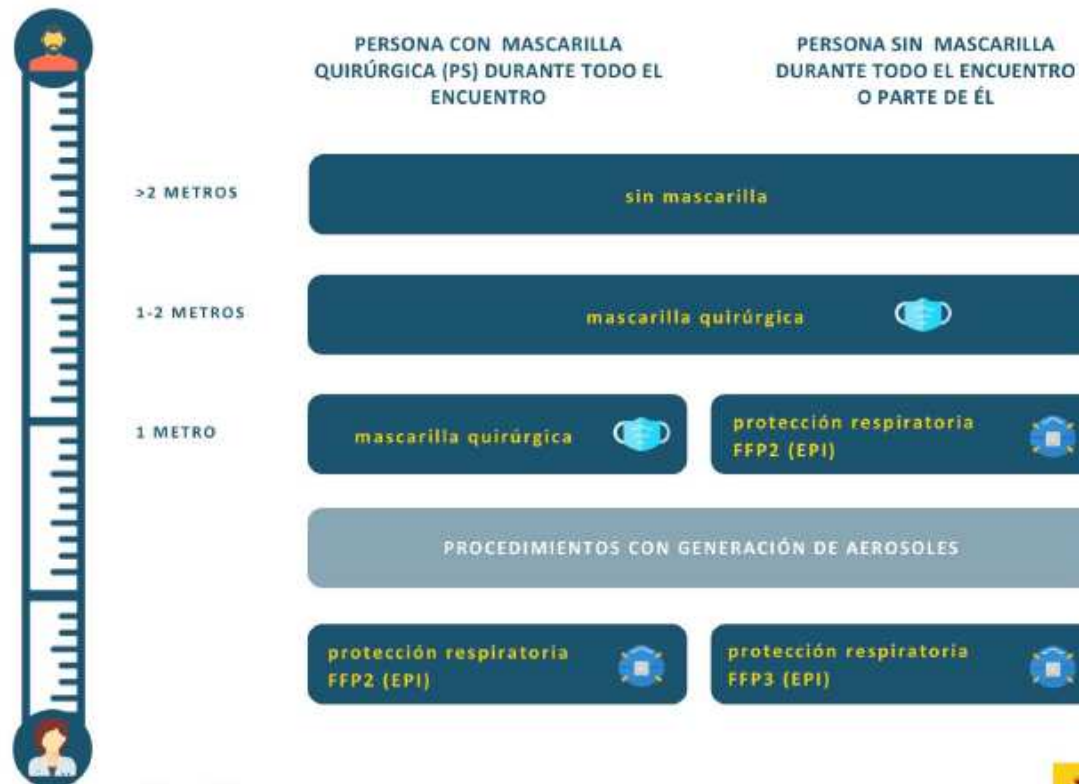 PERSONA CON MASCARILLA
QUIRÚRGICA (PS) DURANTE TODO EL
ENCUENTRO
PERSONA SIN MASCARILLA
DURANTE TODO EL ENCUENTRO
O PARTE DE ÉL
>2 METROS
sin mascarilla
1-2 METROS
mascarilla quirúrgica
1 METRO
mascarilla quirúrgica
protección respiratoria
FFP2 (EPI)
PROCEDIMIENTOS CON GENERACIÓN DE AEROSOLES
protección respiratoria
FFP2 (EPI)
protección respiratoria
FFP3 (EPI)